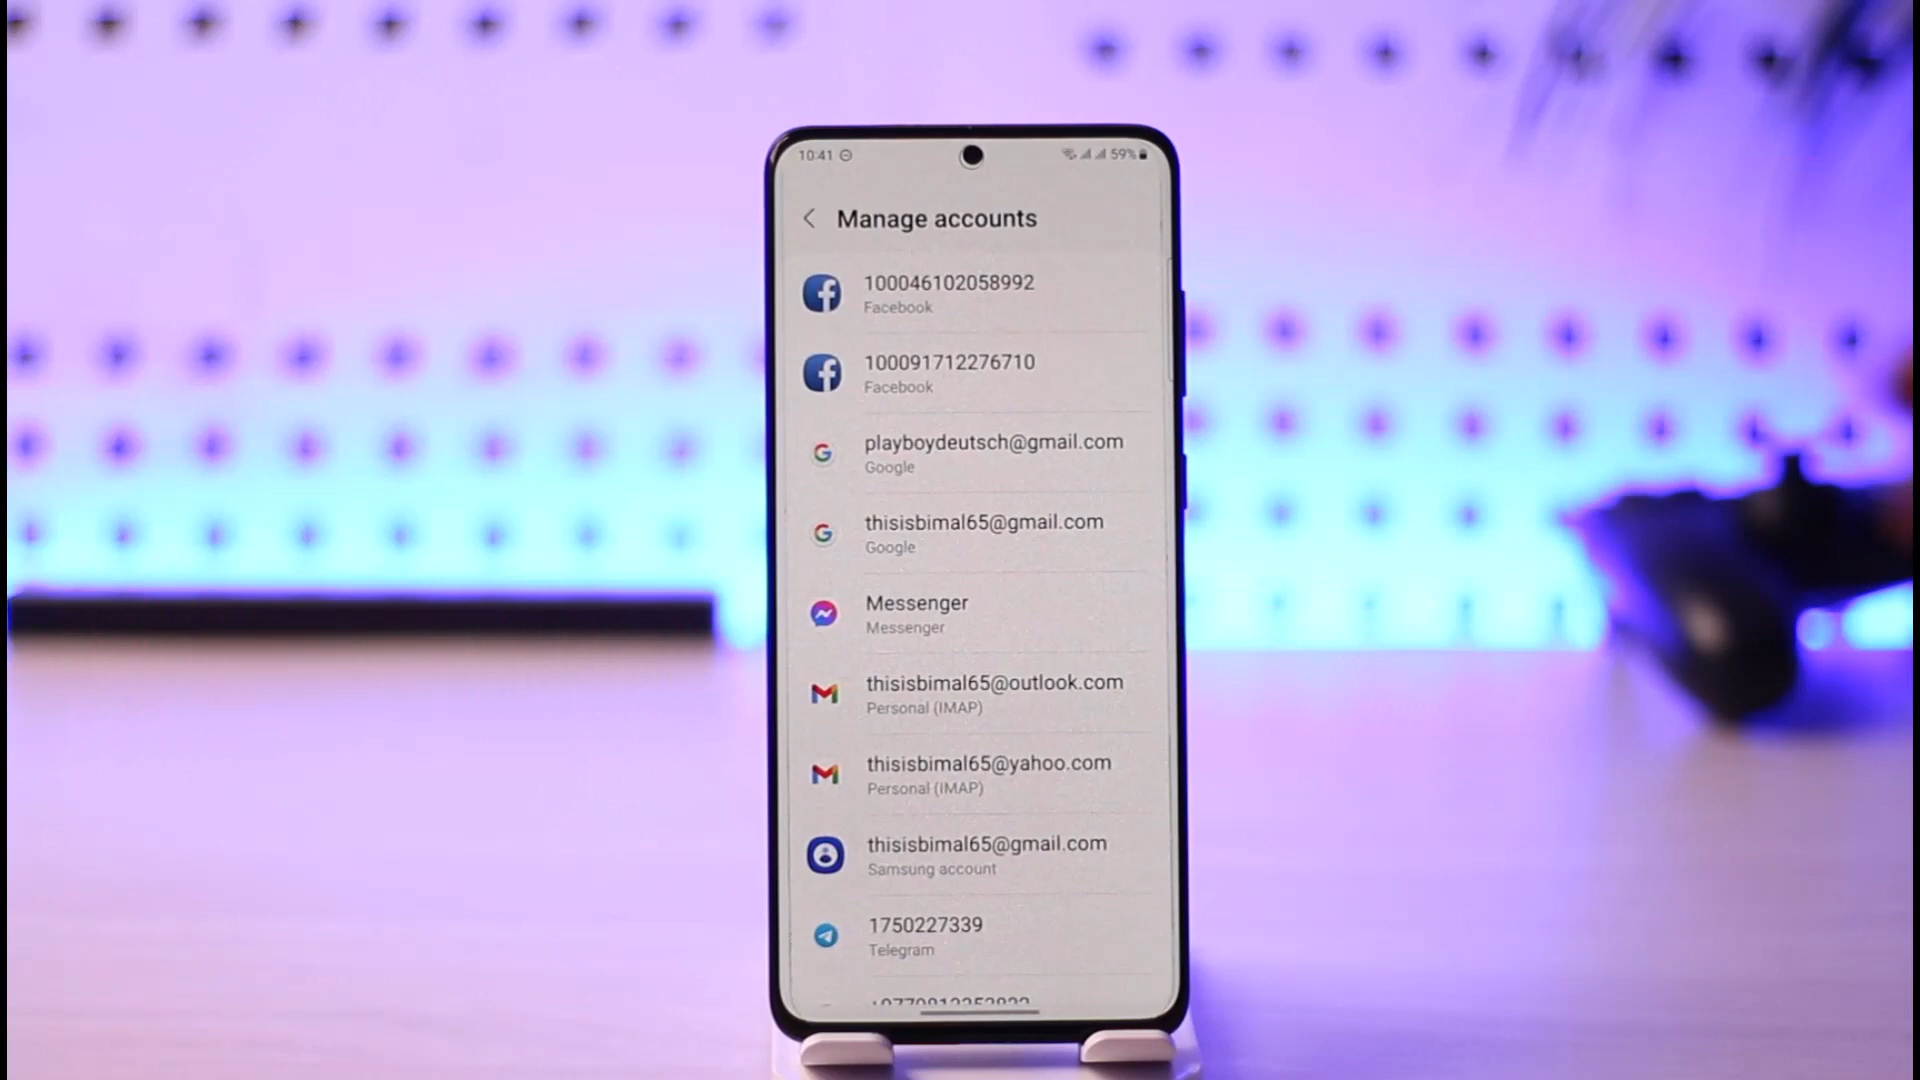 10:41 59%
Manage accounts
100046102058992
Facebook
100091712276710
Facebook
playboydeutsch@gmail.com
Google
thisisbimal65@gmail.com
Google
Messenger
Messenger
thisisbimal65@outlook.com
Personal (IMAP)
thisisbimal65@yahoo.com
Personal (IMAP)
thisisbimal65@gmail.com
Samsung account
1750227339
Telegram